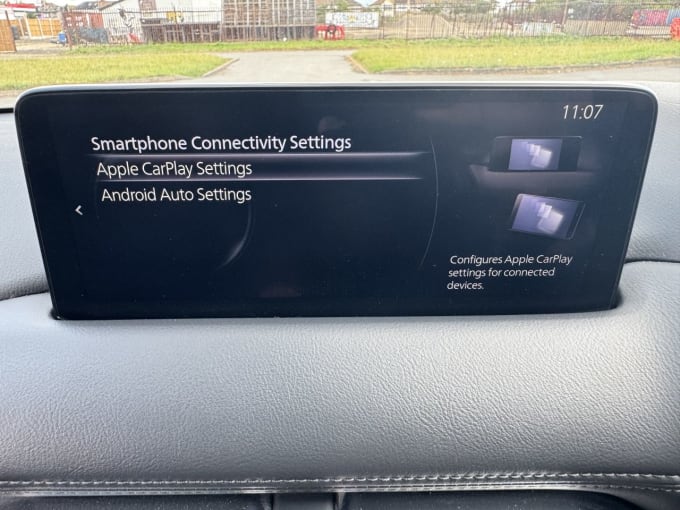 11:07
Smartphone Connectivity Settings
Apple CarPlay Settings
Android Auto Settings
Configures Apple CarPlay
settings for connected
devices.